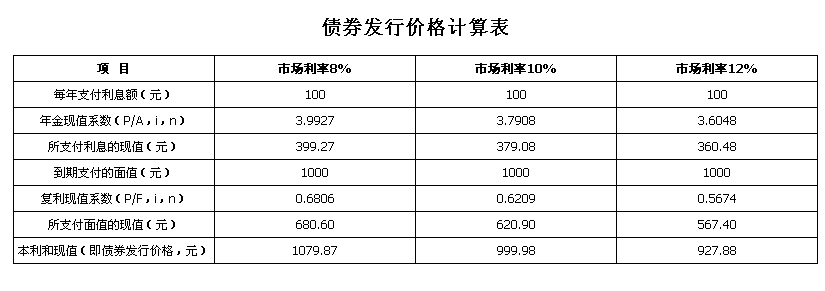 债券发行价格计算表
项 目 市场利率8% 市场利率10% 市场利率12%
每年支付利息额(元) 100 100 100
年金现值系数(P/A,i,n) 3.9927 3.7908 3.6048
所支付利息的现值(元) 399.27 379.08 360.48
到期支付的面值(元) 1000 1000 1000
复利现值系数(P/F,i,n) 0.6806 0.6209 0.5674
所支付面值的现值(元) 680.60 620.90 567.40
本利和现值(即债券发行价格,元) 1079.87 999.98 927.88